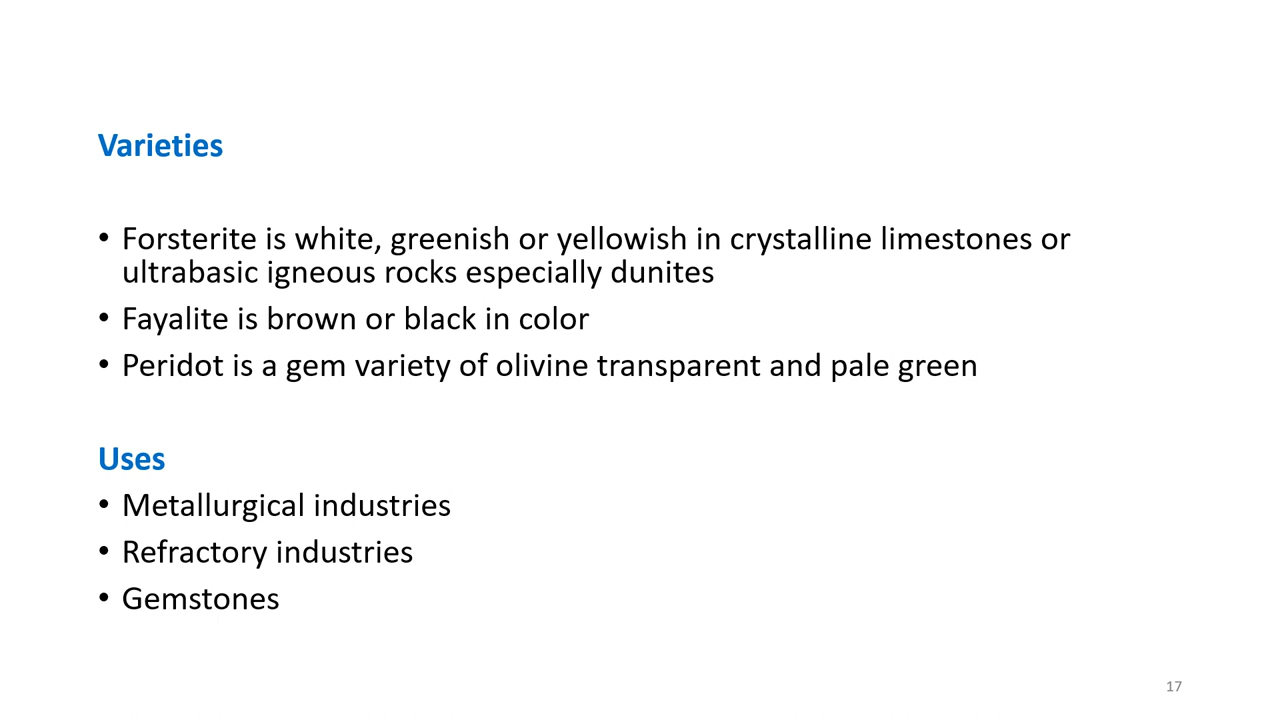 Varieties
• Forsterite is white, greenish or yellowish in crystalline limestones or
ultrabasic igneous rocks especially dunites
• Fayalite is brown or black in color
• Peridot is a gem variety of olivine transparent and pale green
Uses
• Metallurgical industries
• Refractory industries
• Gemstones
17